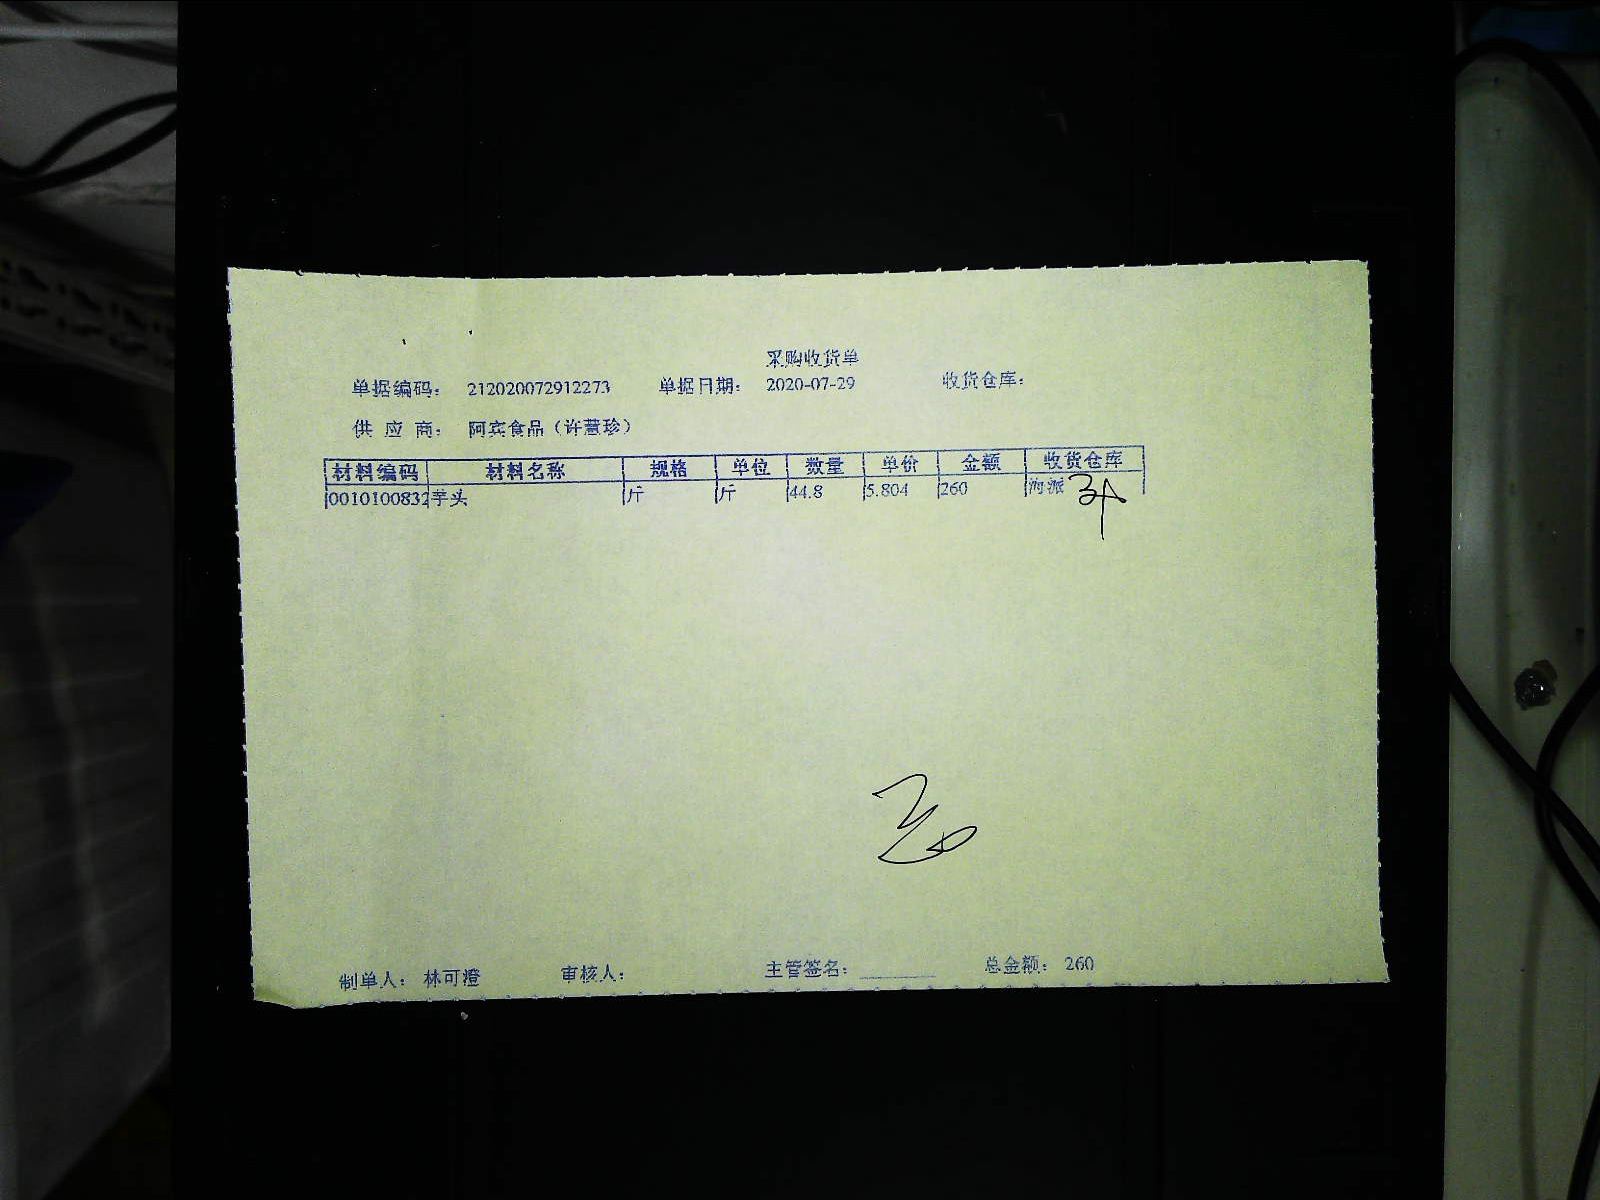 采购收货单
单据编码： 212020072912273 单据日期： 2020-07-29 收货仓库：
供 应 商： 阿宾食品（许慧珍）
材料编码 材料名称 规格 单位 数量 单价 金额 收货仓库
0010100832 芋头 斤 斤 44.8 5.804 260 海派
制单人： 林可澄 审核人： 主管签名： 总金额： 260